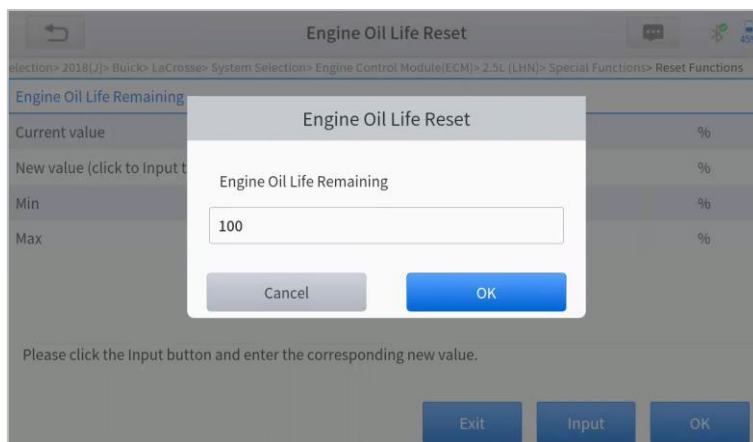 Engine Oil Life Reset
election> 2018(J)> Buick> LaCrosse> System Selection> Engine Control Module(ECM)> 2.5L (LHN)> Special Functions> Reset Functions
Engine Oil Life Remaining
Current value %
New value (click to Input t %
Min %
Max %
Engine Oil Life Reset
Engine Oil Life Remaining
100
Cancel OK
Please click the Input button and enter the corresponding new value.
Exit Input OK